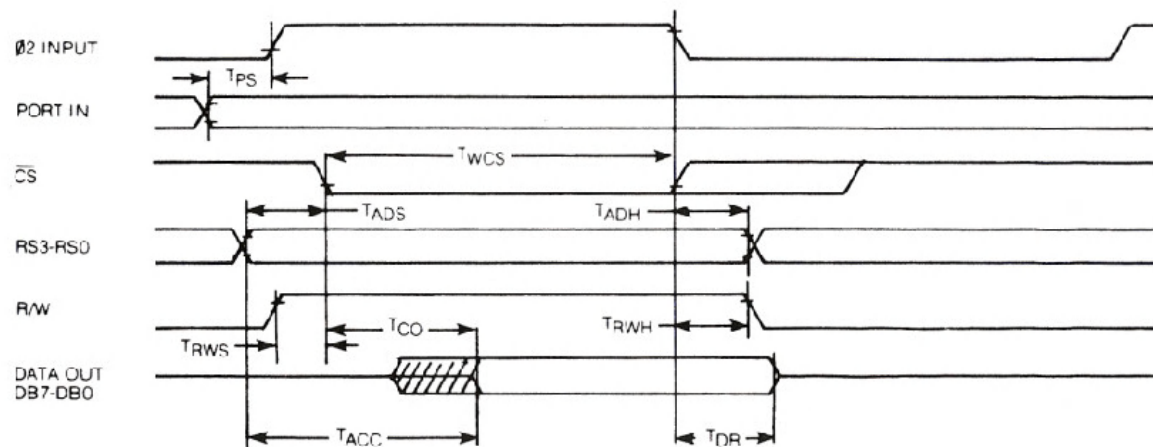 Ø2 INPUT
TPS
PORT IN
TWCS
CS
TADS
TADH
RS3-RS0
R/W
TCO
TRWH
TRWS
DATA OUT
DB7-DB0
TACC
TDR